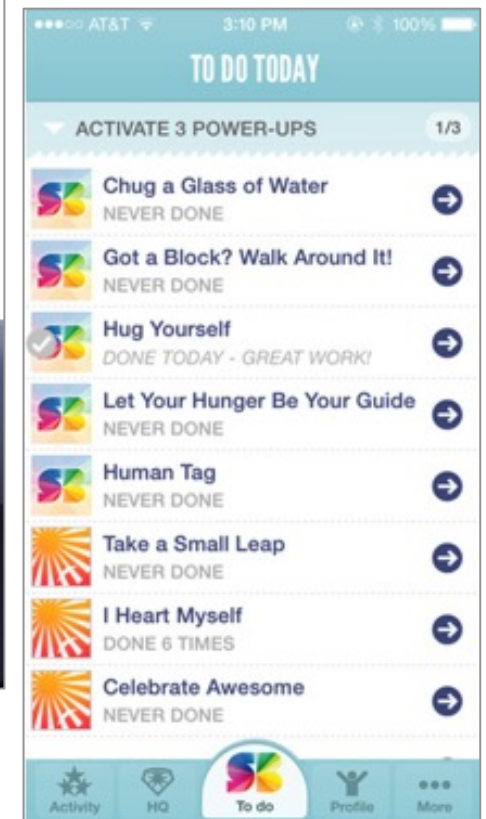 AT&T 3:10 PM 100%
TO DO TODAY
ACTIVATE 3 POWER-UPS 1/3
Chug a Glass of Water
NEVER DONE
Got a Block? Walk Around It!
NEVER DONE
Hug Yourself
DONE TODAY - GREAT WORK!
Let Your Hunger Be Your Guide
NEVER DONE
Human Tag
NEVER DONE
Take a Small Leap
NEVER DONE
I Heart Myself
DONE 6 TIMES
Celebrate Awesome
NEVER DONE
Activity HQ To do Profile More